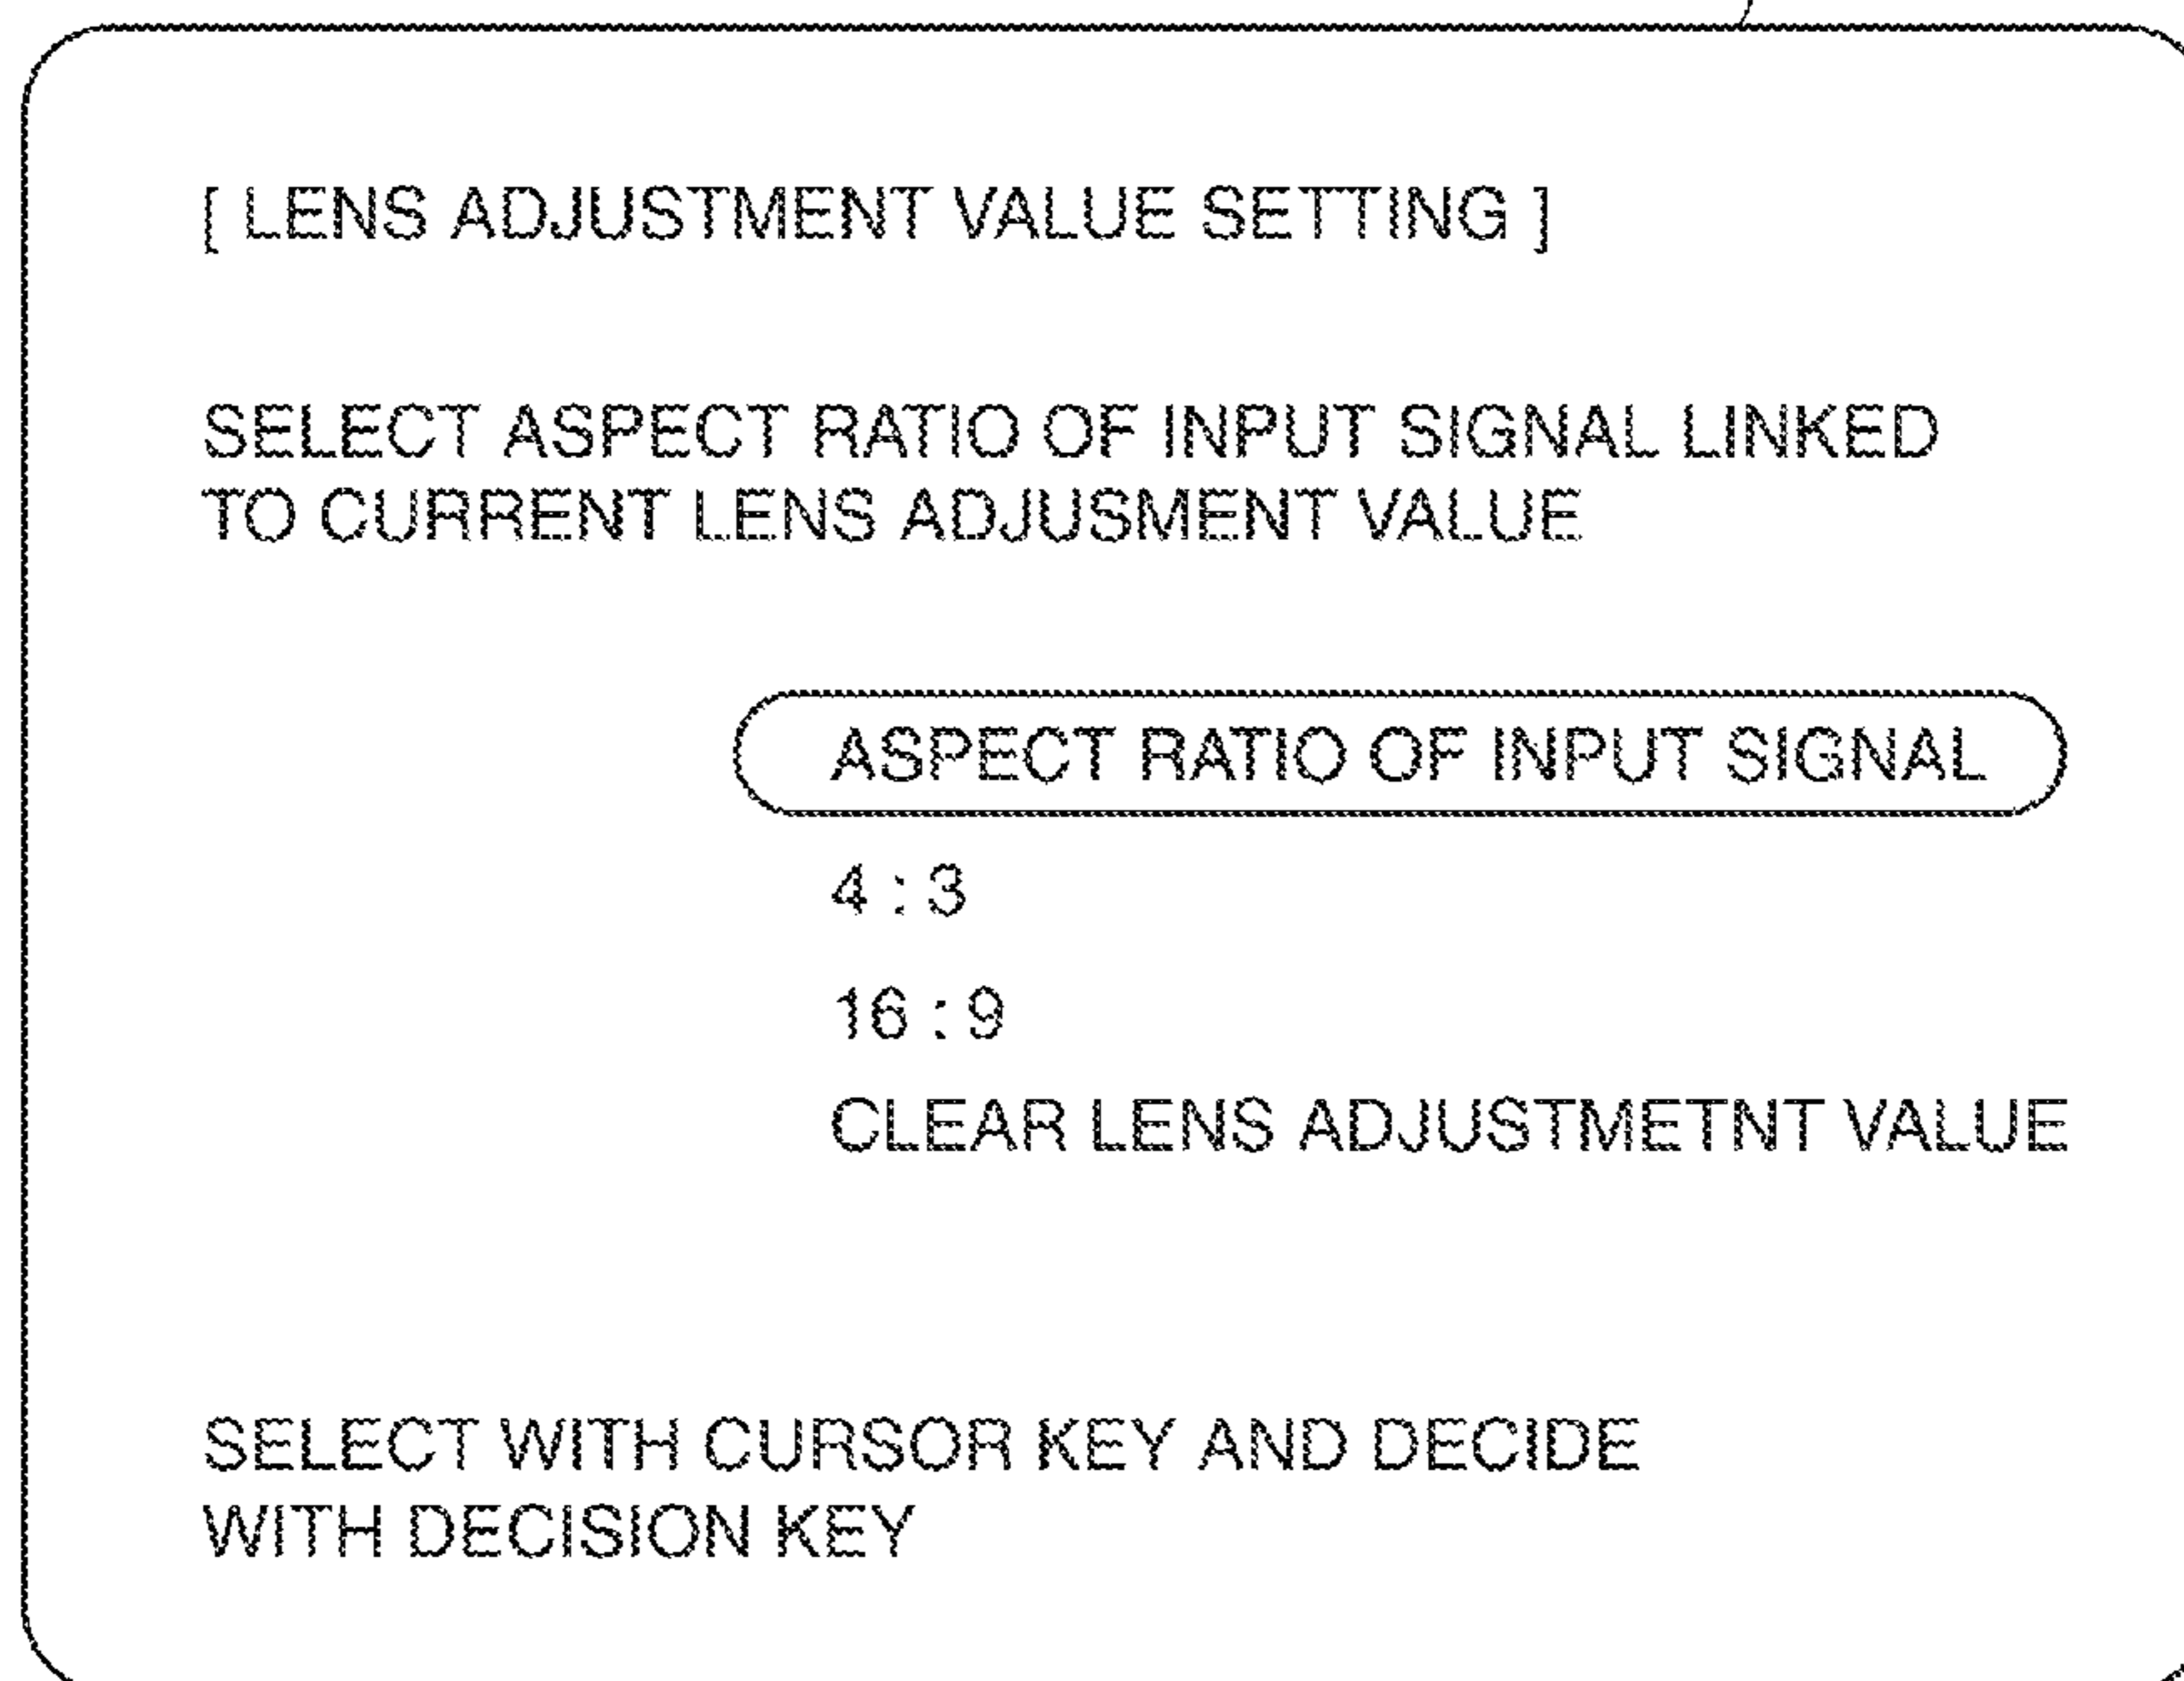 [ LENS ADJUSTMENT VALUE SETTING ]
SELECT ASPECT RATIO OF INPUT SIGNAL LINKED
TO CURRENT LENS ADJUSMENT VALUE
ASPECT RATIO OF INPUT SIGNAL
4 : 3
16 : 9
CLEAR LENS ADJUSTMETNT VALUE
SELECT WITH CURSOR KEY AND DECIDE
WITH DECISION KEY